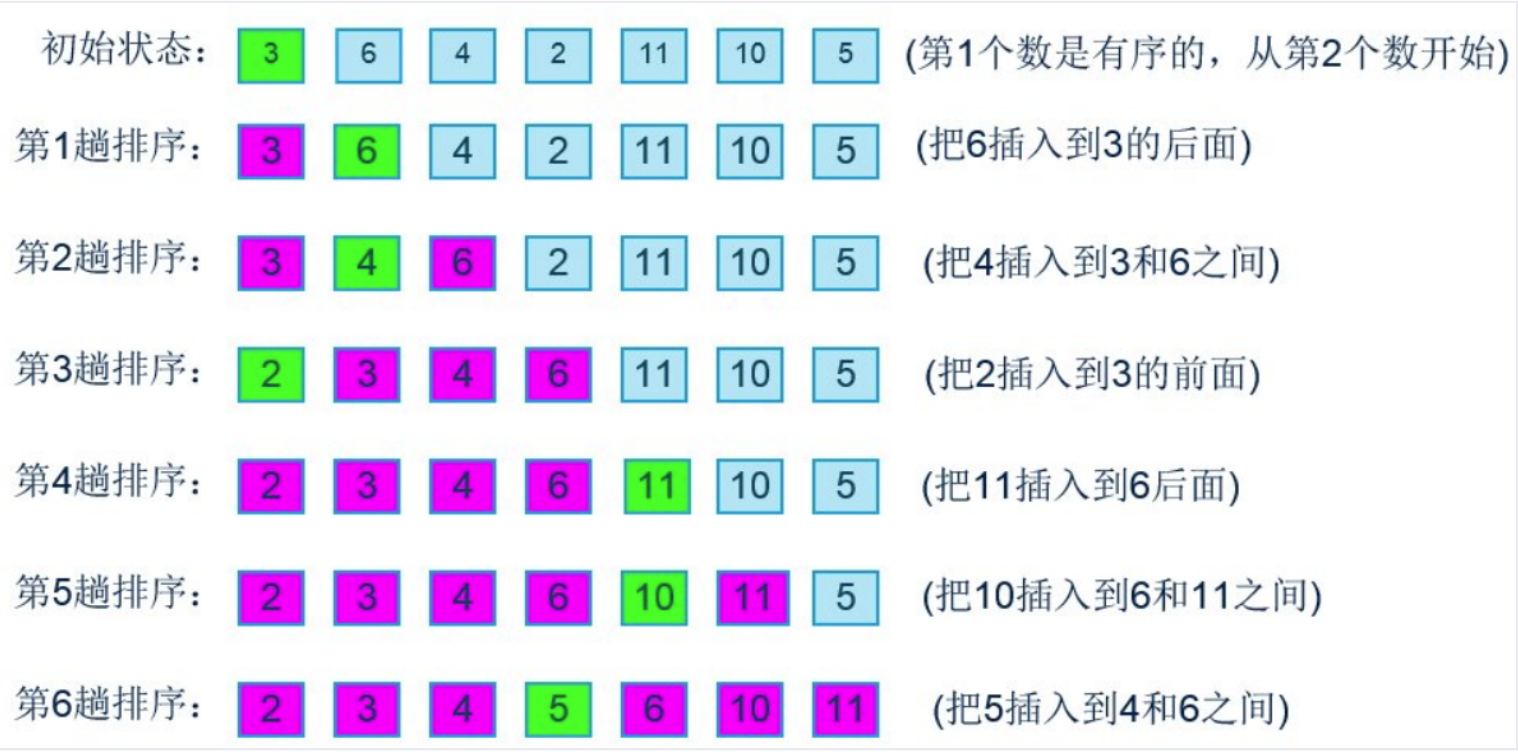 初始状态： 3 6 4 2 11 10 5 (第1个数是有序的，从第2个数开始)
第1趟排序： 3 6 4 2 11 10 5 (把6插入到3的后面)
第2趟排序： 3 4 6 2 11 10 5 (把4插入到3和6之间)
第3趟排序： 2 3 4 6 11 10 5 (把2插入到3的前面)
第4趟排序： 2 3 4 6 11 10 5 (把11插入到6后面)
第5趟排序： 2 3 4 6 10 11 5 (把10插入到6和11之间)
第6趟排序： 2 3 4 5 6 10 11 (把5插入到4和6之间)